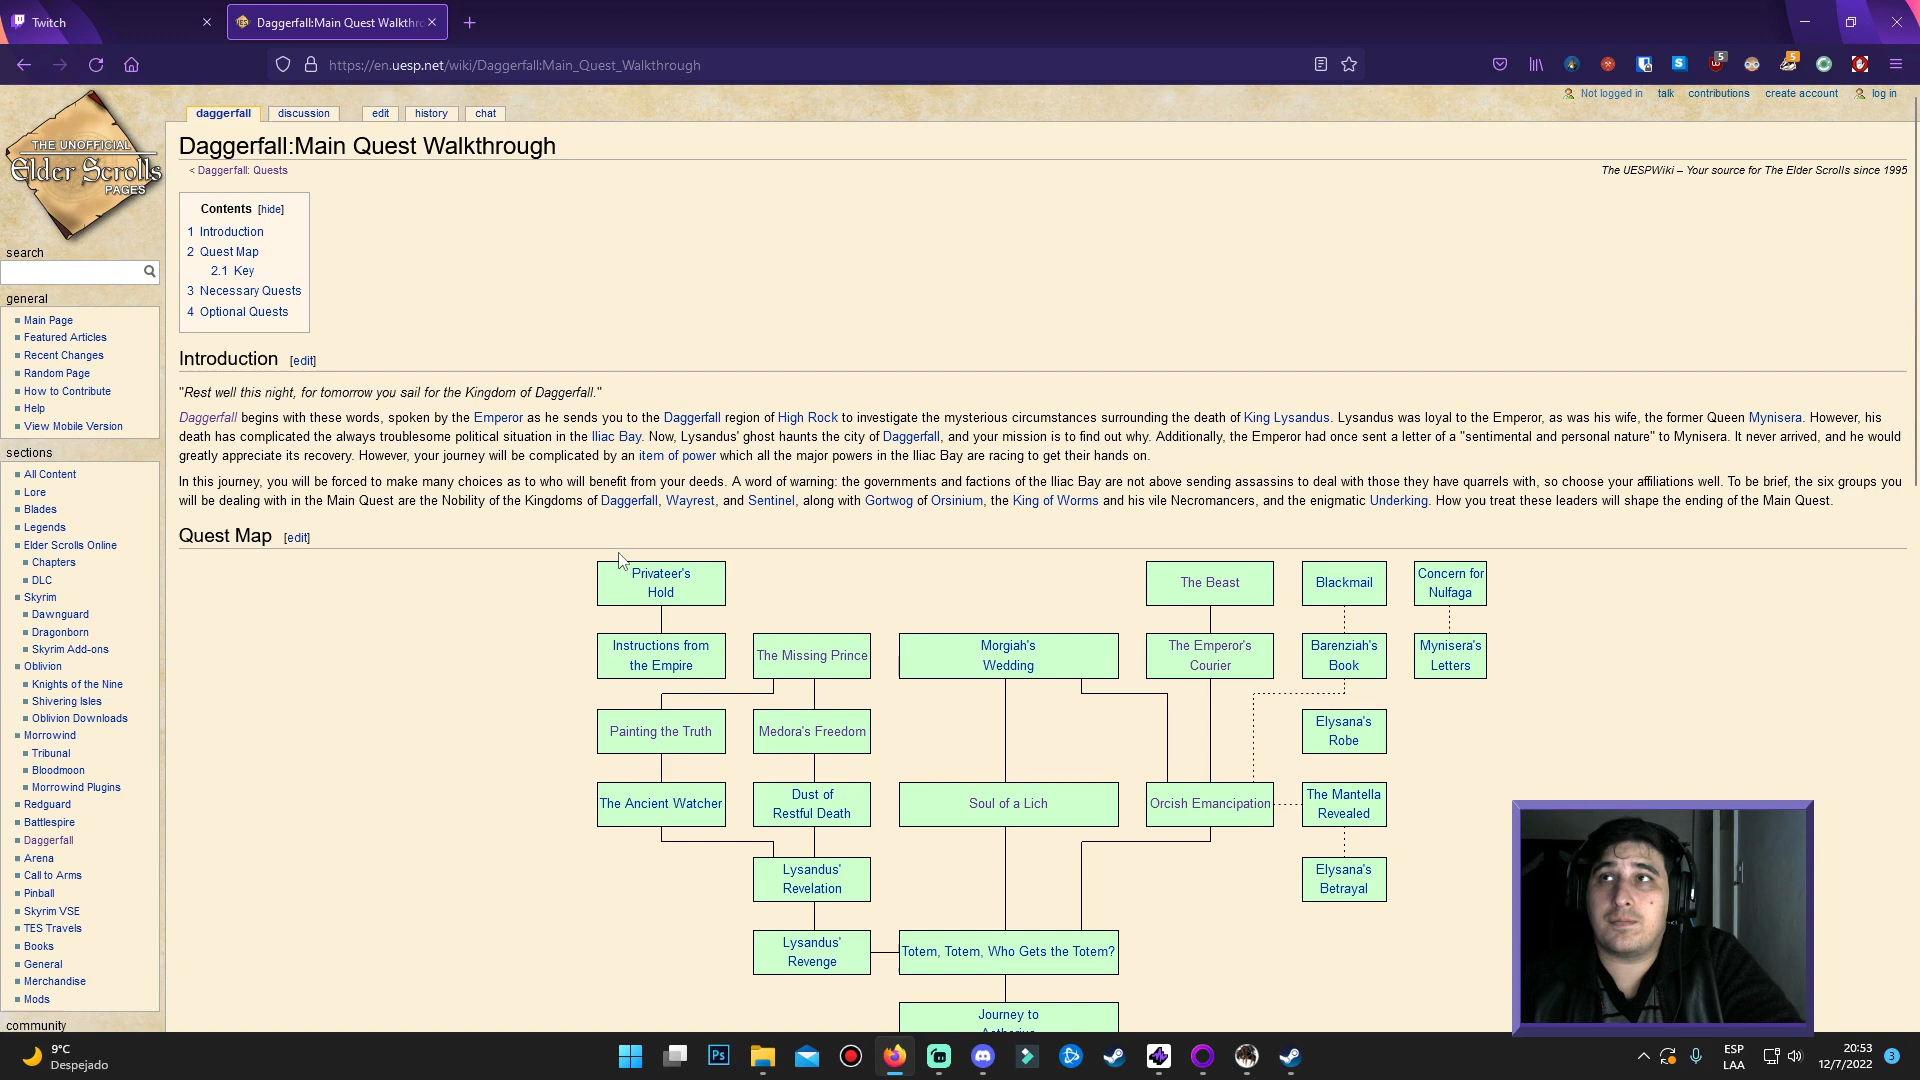 Twitch
Daggerfall:Main Quest Walkthro
https://en.uesp.net/wiki/Daggerfall:Main_Quest_Walkthrough
5
5
Not logged in talk contributions create account log in
daggerfall discussion edit history chat
THE UNOFFICIAL
Elder Scrolls
PAGES
Daggerfall:Main Quest Walkthrough
< Daggerfall: Quests
The UESPWiki – Your source for The Elder Scrolls since 1995
Contents [hide]
1 Introduction
2 Quest Map
2.1 Key
3 Necessary Quests
4 Optional Quests
search
general
Main Page
Featured Articles
Recent Changes
Random Page
How to Contribute
Help
View Mobile Version
sections
All Content
Lore
Blades
Legends
Elder Scrolls Online
Chapters
DLC
Skyrim
Dawnguard
Dragonborn
Skyrim Add-ons
Oblivion
Knights of the Nine
Shivering Isles
Oblivion Downloads
Morrowind
Tribunal
Bloodmoon
Morrowind Plugins
Redguard
Battlespire
Daggerfall
Arena
Call to Arms
Pinball
Skyrim VSE
TES Travels
Books
General
Merchandise
Mods
community
Introduction [edit]
"Rest well this night, for tomorrow you sail for the Kingdom of Daggerfall."
Daggerfall begins with these words, spoken by the Emperor as he sends you to the Daggerfall region of High Rock to investigate the mysterious circumstances surrounding the death of King Lysandus. Lysandus was loyal to the Emperor, as was his wife, the former Queen Mynisera. However, his
death has complicated the always troublesome political situation in the Iliac Bay. Now, Lysandus' ghost haunts the city of Daggerfall, and your mission is to find out why. Additionally, the Emperor had once sent a letter of a "sentimental and personal nature" to Mynisera. It never arrived, and he would
greatly appreciate its recovery. However, your journey will be complicated by an item of power which all the major powers in the Iliac Bay are racing to get their hands on.
In this journey, you will be forced to make many choices as to who will benefit from your deeds. A word of warning: the governments and factions of the Iliac Bay are not above sending assassins to deal with those they have quarrels with, so choose your affiliations well. To be brief, the six groups you
will be dealing with in the Main Quest are the Nobility of the Kingdoms of Daggerfall, Wayrest, and Sentinel, along with Gortwog of Orsinium, the King of Worms and his vile Necromancers, and the enigmatic Underking. How you treat these leaders will shape the ending of the Main Quest.
Quest Map [edit]
Privateer's
Hold
The Beast
Blackmail
Concern for
Nulfaga
Instructions from
the Empire
The Missing Prince
Morgiah's
Wedding
The Emperor's
Courier
Barenziah's
Book
Mynisera's
Letters
Painting the Truth
Medora's Freedom
Elysana's
Robe
The Ancient Watcher
Dust of
Restful Death
Soul of a Lich
Orcish Emancipation
The Mantella
Revealed
Lysandus'
Revelation
Elysana's
Betrayal
Lysandus'
Revenge
Totem, Totem, Who Gets the Totem?
Journey to
9°C
Despejado
Ps
ESP
LAA
20:53
12/7/2022
3